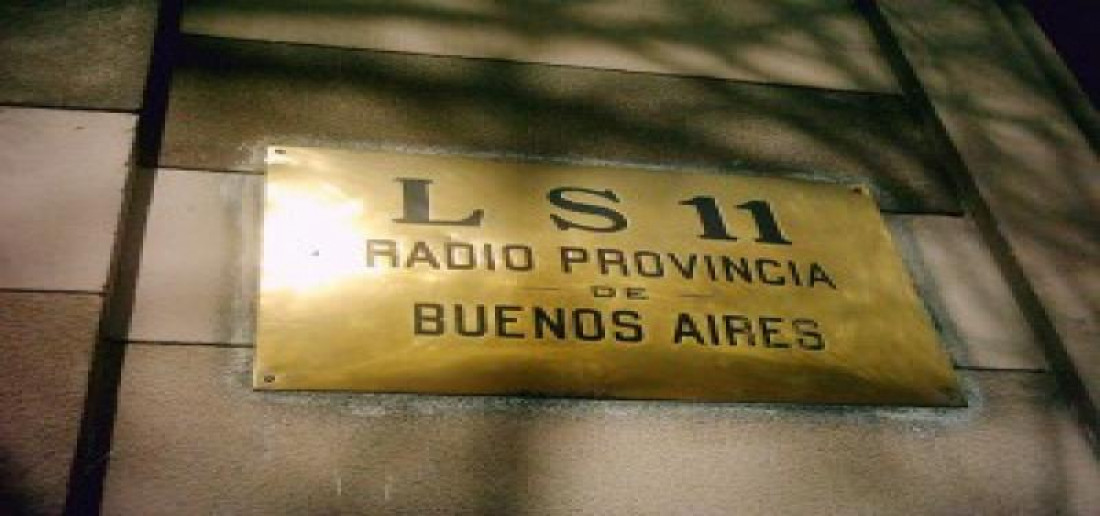 L S 11
RADIO PROVINCIA
DE
BUENOS AIRES